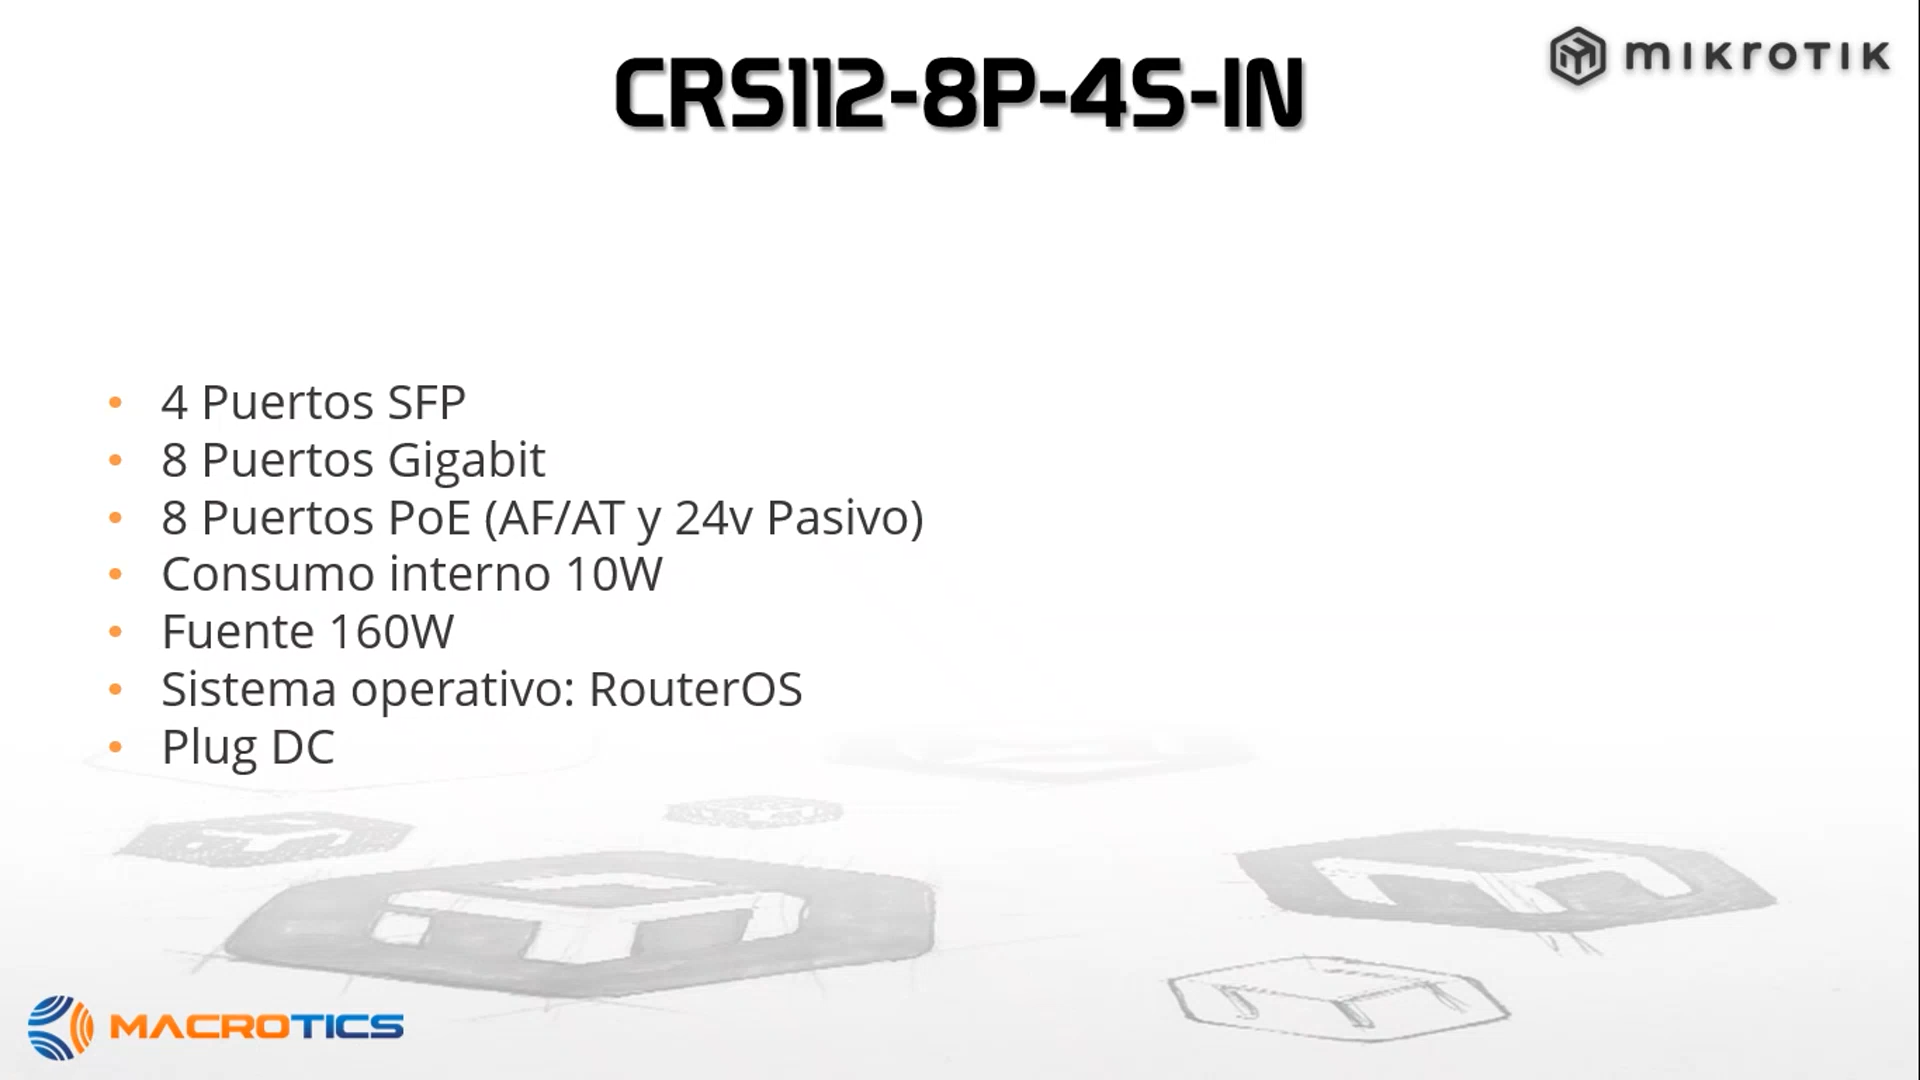 CRS112-8P-4S-IN
mikrotik
• 4 Puertos SFP
• 8 Puertos Gigabit
• 8 Puertos PoE (AF/AT y 24v Pasivo)
• Consumo interno 10W
• Fuente 160W
• Sistema operativo: RouterOS
• Plug DC
MACROTICS